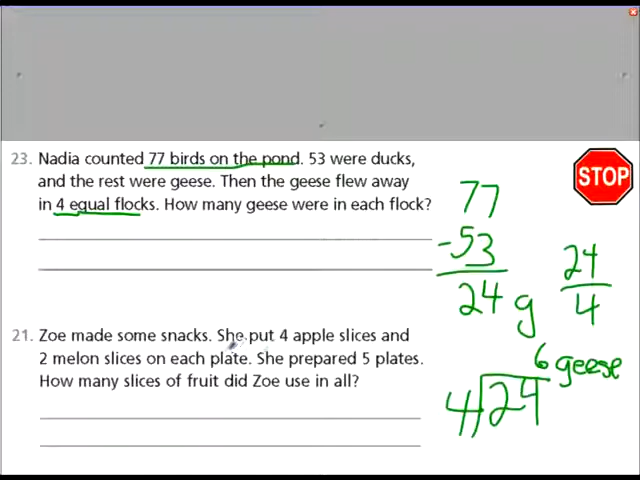 23. Nadia counted 77 birds on the pond. 53 were ducks,
and the rest were geese. Then the geese flew away
in 4 equal flocks. How many geese were in each flock?
STOP
77
-53
24 g
24
4
6 geese
4 24
21. Zoe made some snacks. She put 4 apple slices and
2 melon slices on each plate. She prepared 5 plates.
How many slices of fruit did Zoe use in all?